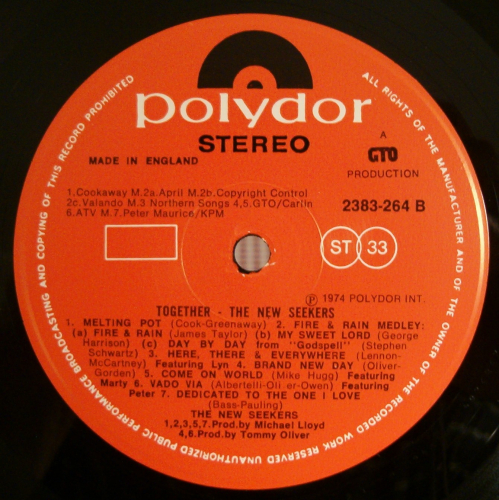 polydor
STEREO
MADE IN ENGLAND
A
GTO
PRODUCTION
1.Cookaway M.2a.April M.2b.Copyright Control
2c.Valando M.3.Northern Songs 4,5.GTO/Carlin
6.ATV M.7.Peter Maurice/KPM
2383-264 B
ST 33
℗ 1974 POLYDOR INT.
TOGETHER - THE NEW SEEKERS
1. MELTING POT (Cook-Greenaway) 2. FIRE & RAIN MEDLEY:
(a) FIRE & RAIN (James Taylor) (b) MY SWEET LORD (George
Harrison) (c) DAY BY DAY from "Godspell" (Stephen
Schwartz) 3. HERE, THERE & EVERYWHERE (Lennon-
McCartney) Featuring Lyn 4. BRAND NEW DAY (Oliver-
Gorden) 5. COME ON WORLD (Mike Hugg) Featuring
Marty 6. VADO VIA (Albertelli-Oli er-Owen) Featuring
Peter 7. DEDICATED TO THE ONE I LOVE
(Bass-Pauling)
THE NEW SEEKERS
1,2,3,5,7.Prod.by Michael Lloyd
4,6.Prod.by Tommy Oliver
ALL RIGHTS OF THE MANUFACTURER AND OF THE OWNER OF THE RECORDED WORK RESERVED UNAUTHORIZED PUBLIC PERFORMANCE BROADCASTING AND COPYING OF THIS RECORD PROHIBITED